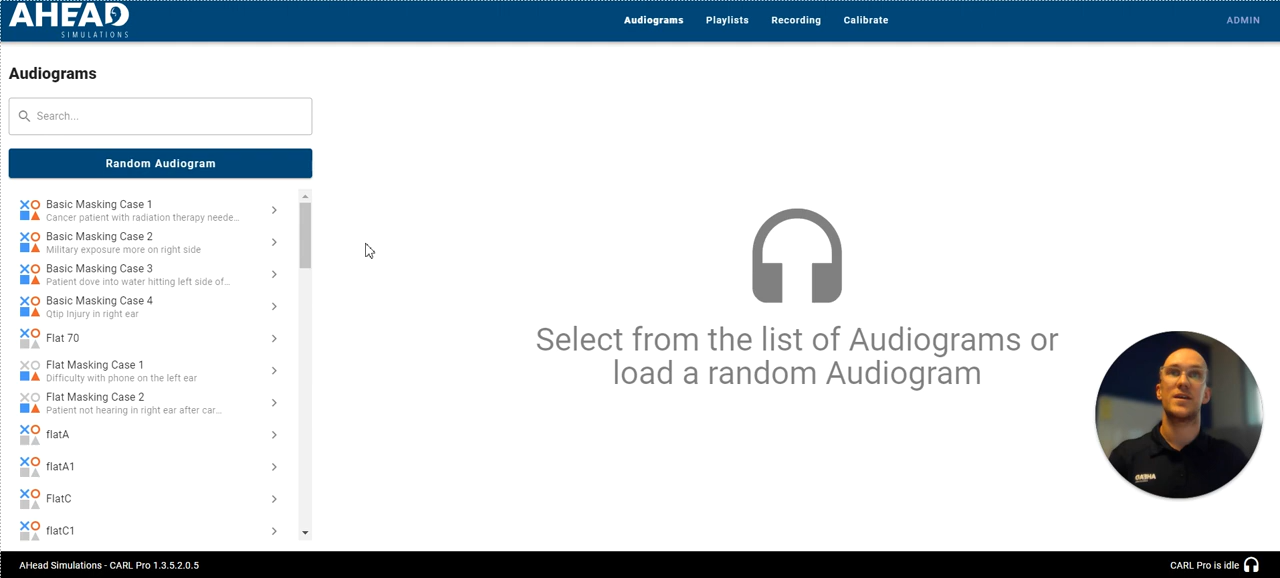 AHEAD
SIMULATIONS
Audiograms
Playlists
Recording
Calibrate
ADMIN
Audiograms
Search...
Random Audiogram
Basic Masking Case 1
Cancer patient with radiation therapy neede...
Basic Masking Case 2
Military exposure more on right side
Basic Masking Case 3
Patient dove into water hitting left side of...
Basic Masking Case 4
Qtip Injury in right ear
Flat 70
Flat Masking Case 1
Difficulty with phone on the left ear
Flat Masking Case 2
Patient not hearing in right ear after car...
flatA
flatA1
FlatC
flatC1
Select from the list of Audiograms or
load a random Audiogram
AHead Simulations - CARL Pro 1.3.5.2.0.5
CARL Pro is idle